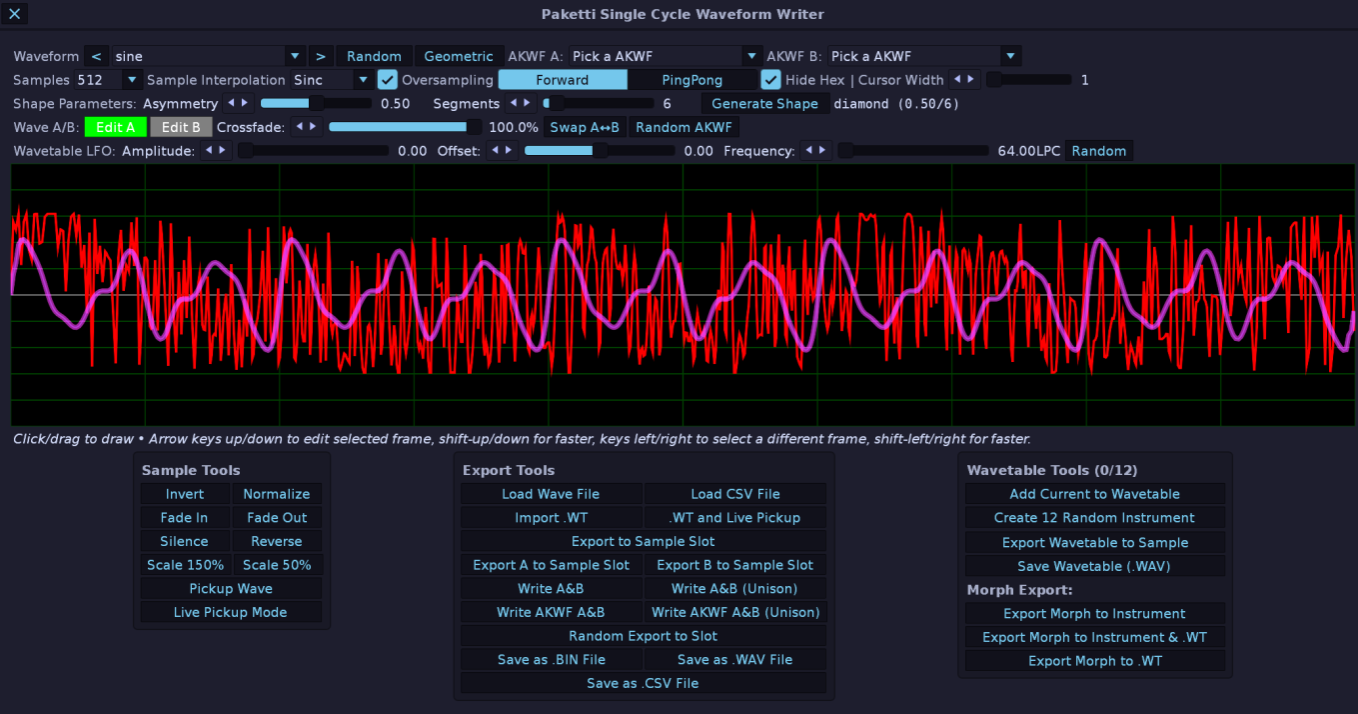 Paketti Single Cycle Waveform Writer
Waveform < sine > Random Geometric AKWF A: Pick a AKWF AKWF B: Pick a AKWF
Samples 512 Sample Interpolation Sinc Oversampling Forward PingPong Hide Hex | Cursor Width 1
Shape Parameters: Asymmetry 0.50 Segments 6 Generate Shape diamond (0.50/6)
Wave A/B: Edit A Edit B Crossfade: 100.0% Swap A↔B Random AKWF
Wavetable LFO: Amplitude: 0.00 Offset: 0.00 Frequency: 64.00LPC Random
Click/drag to draw • Arrow keys up/down to edit selected frame, shift-up/down for faster, keys left/right to select a different frame, shift-left/right for faster.
Sample Tools
Invert Normalize
Fade In Fade Out
Silence Reverse
Scale 150% Scale 50%
Pickup Wave
Live Pickup Mode
Export Tools
Load Wave File Load CSV File
Import .WT .WT and Live Pickup
Export to Sample Slot
Export A to Sample Slot Export B to Sample Slot
Write A&B Write A&B (Unison)
Write AKWF A&B Write AKWF A&B (Unison)
Random Export to Slot
Save as .BIN File Save as .WAV File
Save as .CSV File
Wavetable Tools (0/12)
Add Current to Wavetable
Create 12 Random Instrument
Export Wavetable to Sample
Save Wavetable (.WAV)
Morph Export:
Export Morph to Instrument
Export Morph to Instrument & .WT
Export Morph to .WT